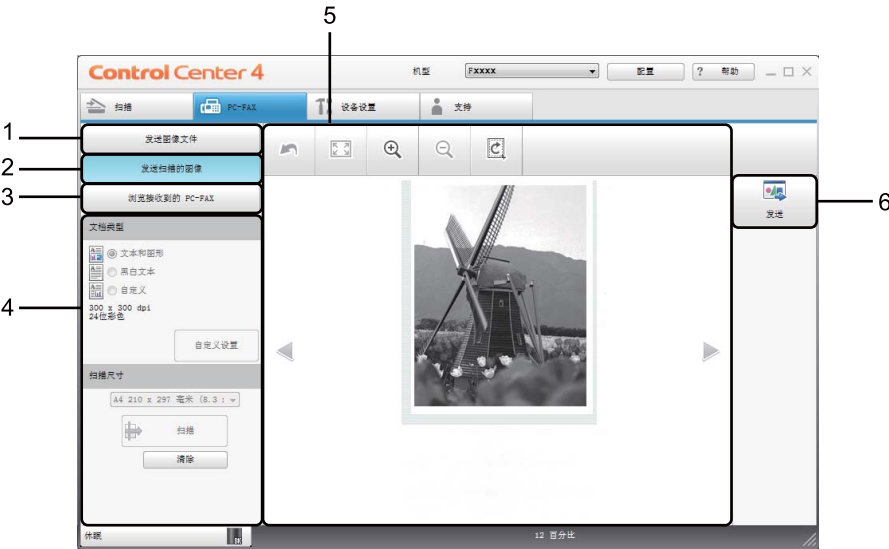 5
Control Center 4
机型
Fxxxx
配置
? 帮助
扫描
PC-FAX
设备设置
支持
1
发送图像文件
2
发送扫描的图像
3
浏览接收到的 PC-FAX
6
发送
4
文档类型
文本和图形
黑白文本
自定义
300 x 300 dpi
24位彩色
自定义设置
扫描尺寸
A4 210 x 297 毫米 (8.3 :
扫描
清除
休眠
BK
12 百分比